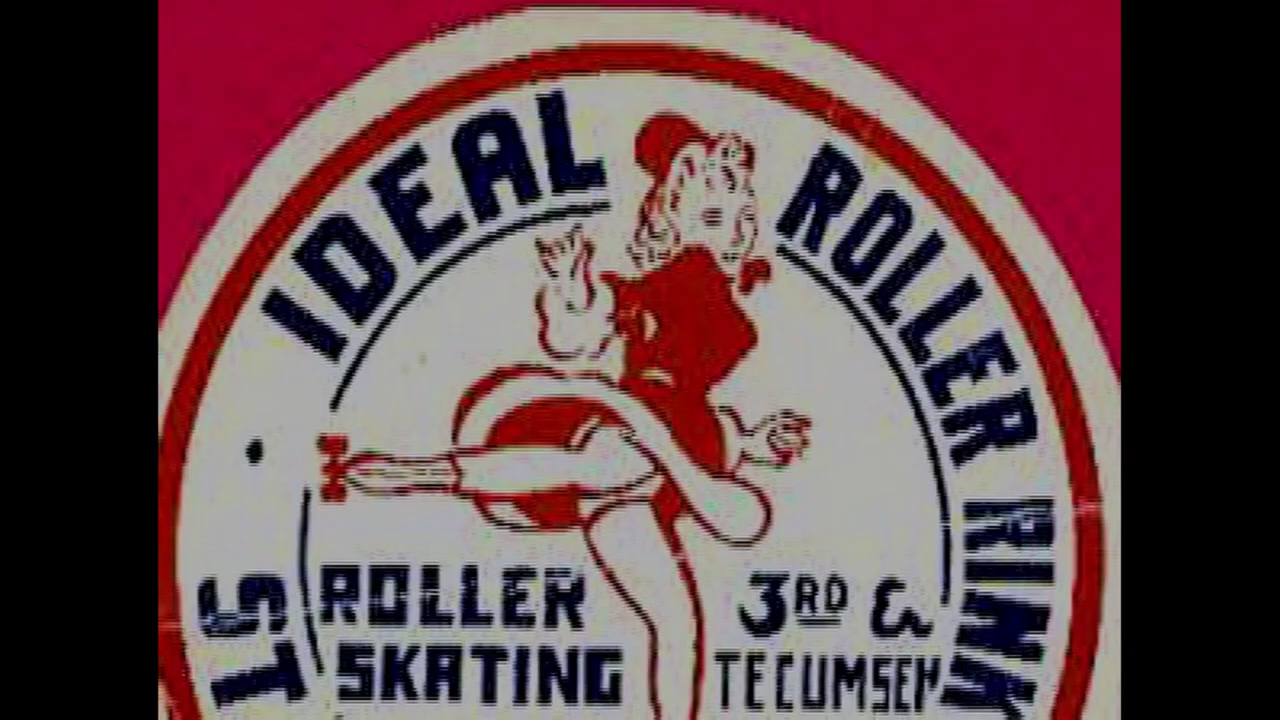 IDEAL ROLLER RINK
ROLLER
SKATING
3RD &
TECUMSEH